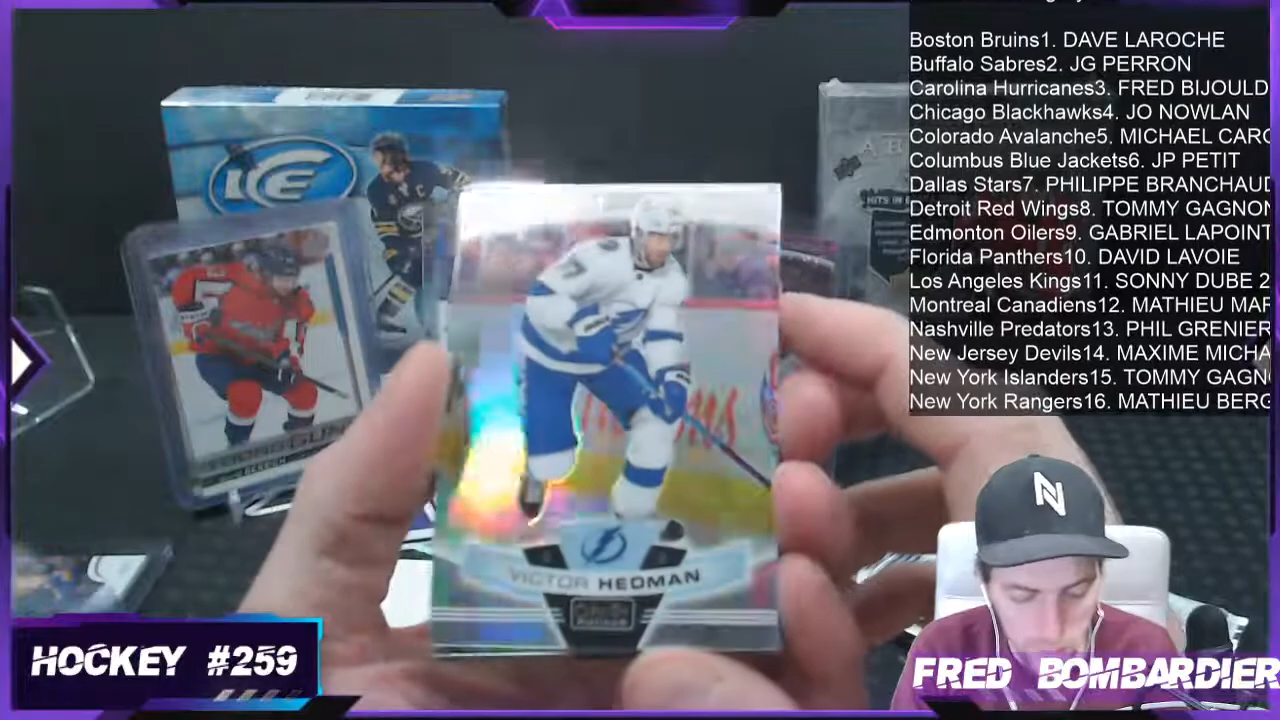 Boston Bruins1. DAVE LAROCHE
Buffalo Sabres2. JG PERRON
Carolina Hurricanes3. FRED BIJOULD
Chicago Blackhawks4. JO NOWLAN
Colorado Avalanche5. MICHAEL CARC
Columbus Blue Jackets6. JP PETIT
Dallas Stars7. PHILIPPE BRANCHAUD
Detroit Red Wings8. TOMMY GAGNON
Edmonton Oilers9. GABRIEL LAPOINT
Florida Panthers10. DAVID LAVOIE
Los Angeles Kings11. SONNY DUBE 2
Montreal Canadiens12. MATHIEU MAR
Nashville Predators13. PHIL GRENIER
New Jersey Devils14. MAXIME MICHA
New York Islanders15. TOMMY GAGN
New York Rangers16. MATHIEU BERG
ICE
C
7
YOUNG GUNS
VICTOR HEDMAN
N
HOCKEY #259
FRED BOMBARDIER